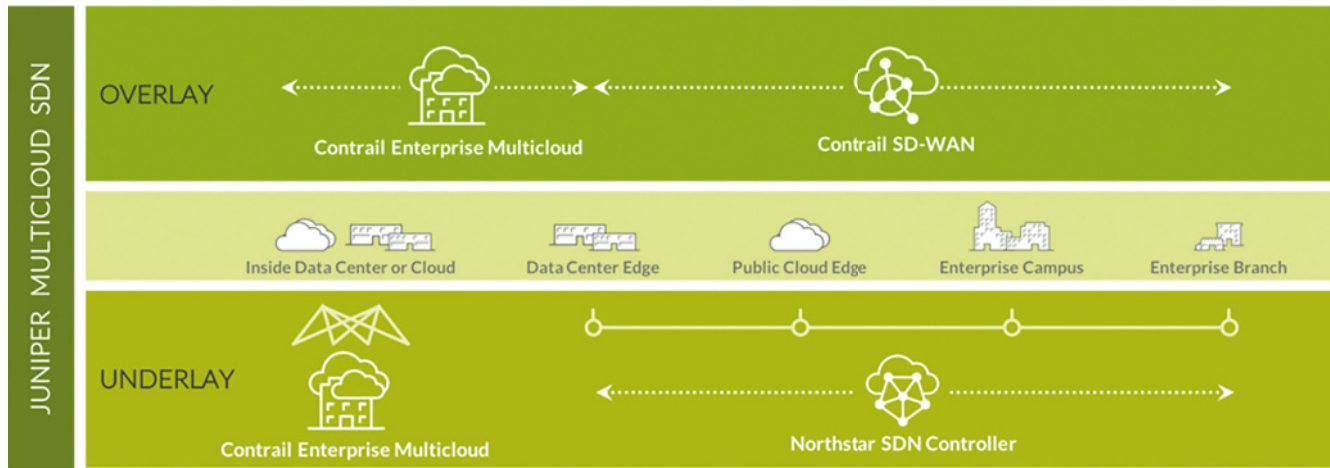 JUNIPER MULTICLOUD SDN
OVERLAY
Contrail Enterprise Multicloud
Contrail SD-WAN
Inside Data Center or Cloud
Data Center Edge
Public Cloud Edge
Enterprise Campus
Enterprise Branch
UNDERLAY
Contrail Enterprise Multicloud
Northstar SDN Controller